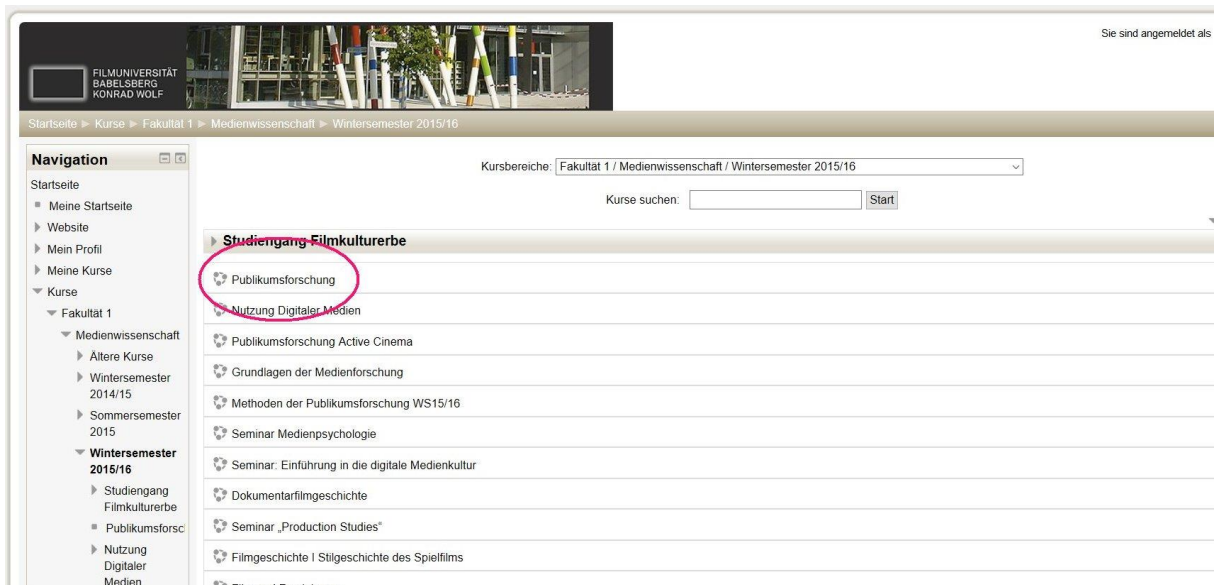 Sie sind angemeldet als
FILMUNIVERSITÄT
BABELSBERG
KONRAD WOLF
Startseite ► Kurse ► Fakultät 1 ► Medienwissenschaft ► Wintersemester 2015/16
Navigation
Startseite
Meine Startseite
Website
Mein Profil
Meine Kurse
Kurse
Fakultät 1
Medienwissenschaft
Ältere Kurse
Wintersemester
2014/15
Sommersemester
2015
Wintersemester
2015/16
Studiengang
Filmkulturerbe
Publikumsforsc
Nutzung
Digitaler
Medien
Kursbereiche: Fakultät 1 / Medienwissenschaft / Wintersemester 2015/16
Kurse suchen: Start
Studiengang Filmkulturerbe
Publikumsforschung
Nutzung Digitaler Medien
Publikumsforschung Active Cinema
Grundlagen der Medienforschung
Methoden der Publikumsforschung WS15/16
Seminar Medienpsychologie
Seminar: Einführung in die digitale Medienkultur
Dokumentarfilmgeschichte
Seminar „Production Studies“
Filmgeschichte I Stilgeschichte des Spielfilms